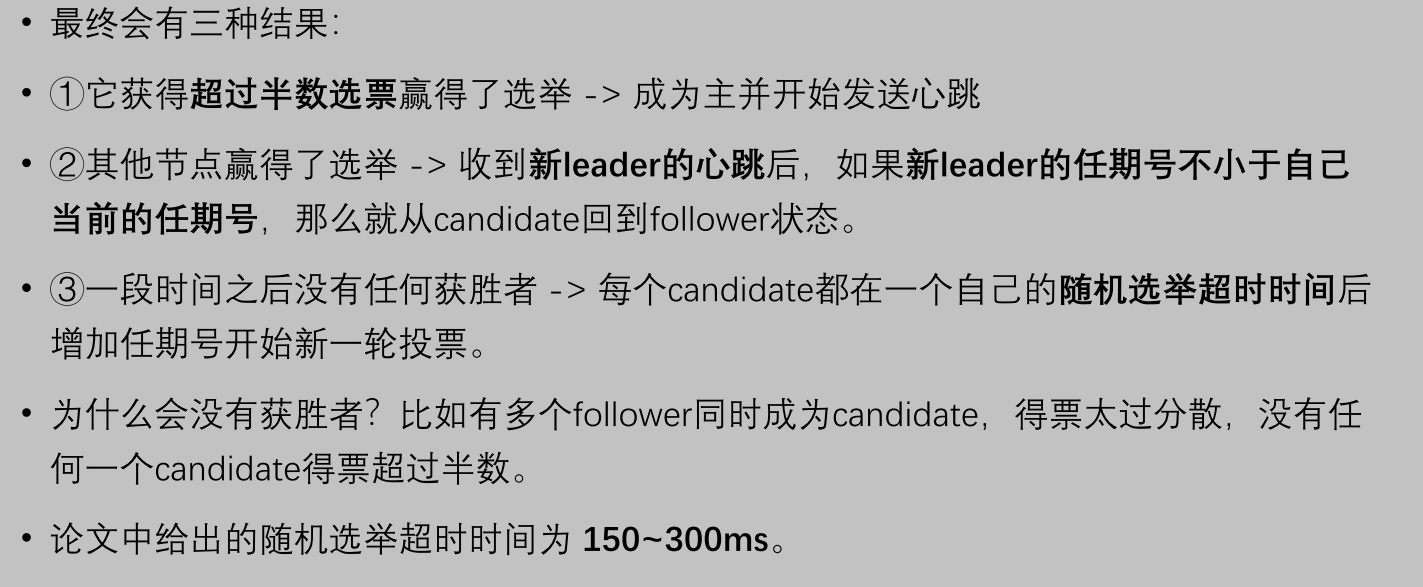 • 最终会有三种结果：
• ①它获得超过半数选票赢得了选举 -> 成为主并开始发送心跳
• ②其他节点赢得了选举 -> 收到新leader的心跳后，如果新leader的任期号不小于自己
当前的任期号，那么就从candidate回到follower状态。
• ③一段时间之后没有任何获胜者 -> 每个candidate都在一个自己的随机选举超时时间后
增加任期号开始新一轮投票。
• 为什么会没有获胜者？比如有多个follower同时成为candidate，得票太过分散，没有任
何一个candidate得票超过半数。
• 论文中给出的随机选举超时时间为 150~300ms。